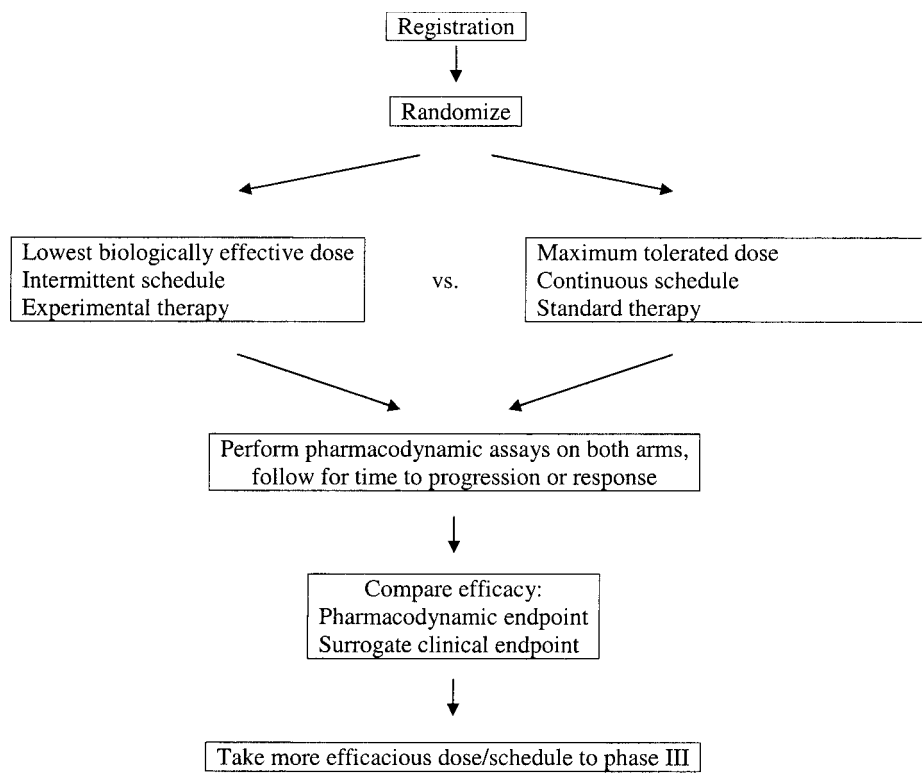 Registration
Randomize
Lowest biologically effective dose
Intermittent schedule
Experimental therapy
vs.
Maximum tolerated dose
Continuous schedule
Standard therapy
Perform pharmacodynamic assays on both arms,
follow for time to progression or response
Compare efficacy:
Pharmacodynamic endpoint
Surrogate clinical endpoint
Take more efficacious dose/schedule to phase III